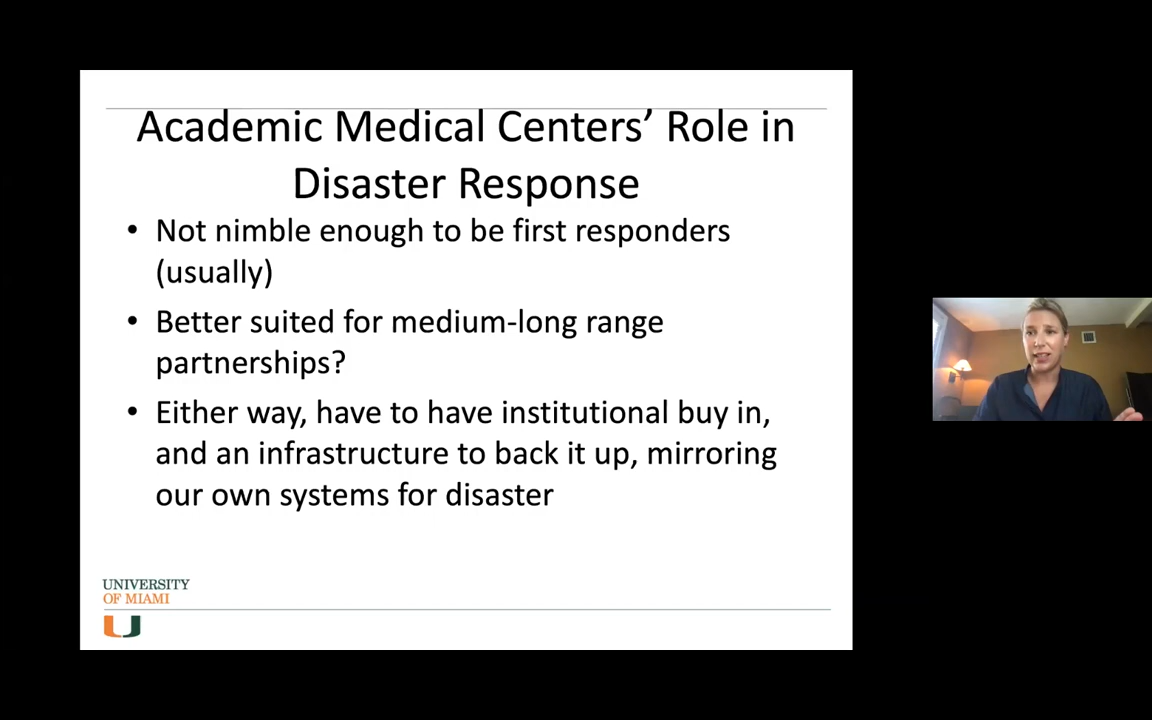 Academic Medical Centers’ Role in
Disaster Response
• Not nimble enough to be first responders
(usually)
• Better suited for medium-long range
partnerships?
• Either way, have to have institutional buy in,
and an infrastructure to back it up, mirroring
our own systems for disaster
UNIVERSITY
OF MIAMI
U